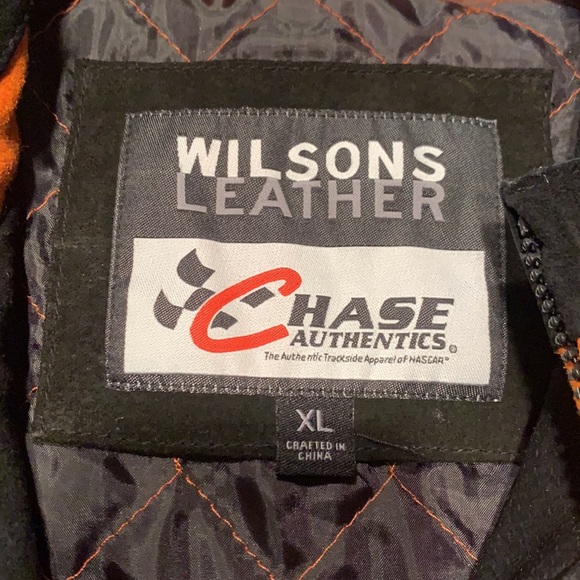 WILSONS
LEATHER
CHASE
AUTHENTICS®
The Authentic Trackside Apparel of NASCAR®
XL
CRAFTED IN
CHINA